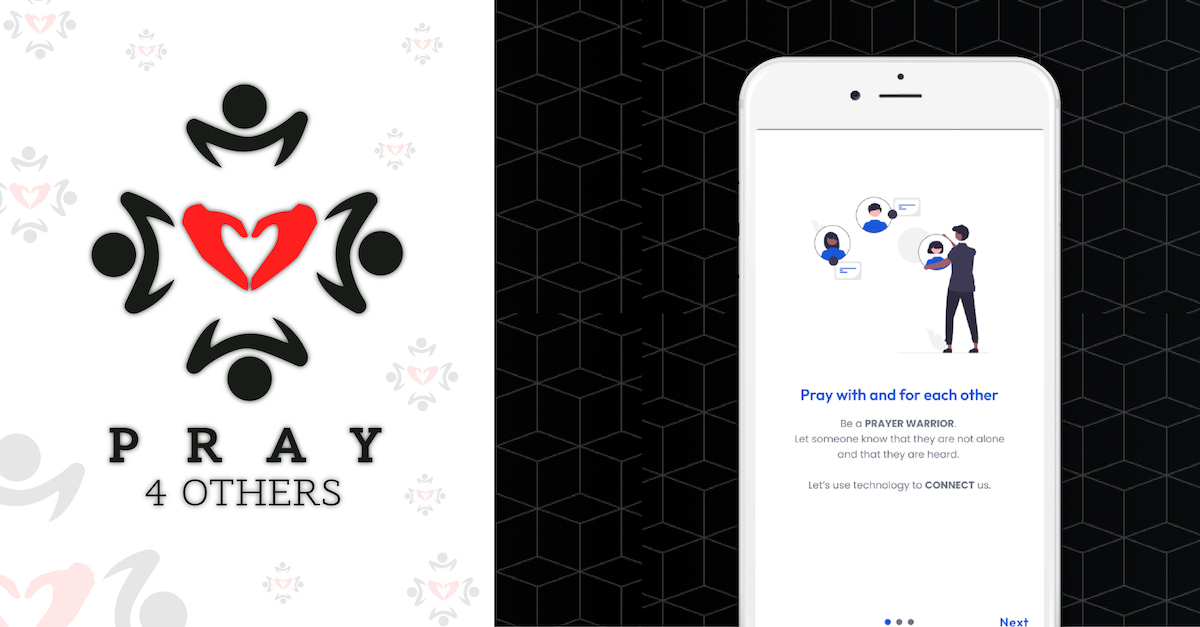 PRAY
4 OTHERS
Pray with and for each other
Be a PRAYER WARRIOR.
Let someone know that they are not alone
and that they are heard.
Let's use technology to CONNECT us.
Next